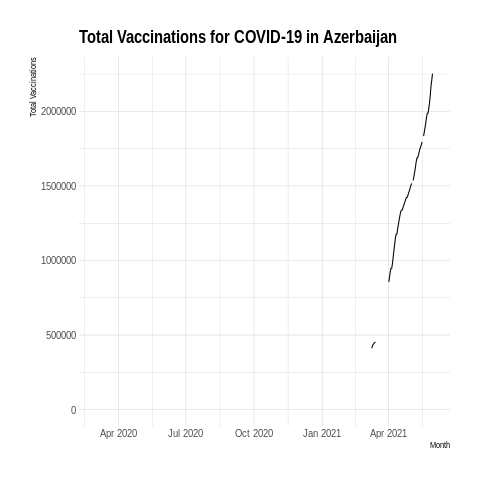 Total Vaccinations for COVID-19 in Azerbaijan
Total Vaccinations
2000000
1500000
1000000
500000
0
Apr 2020 Jul 2020 Oct 2020 Jan 2021 Apr 2021
Month